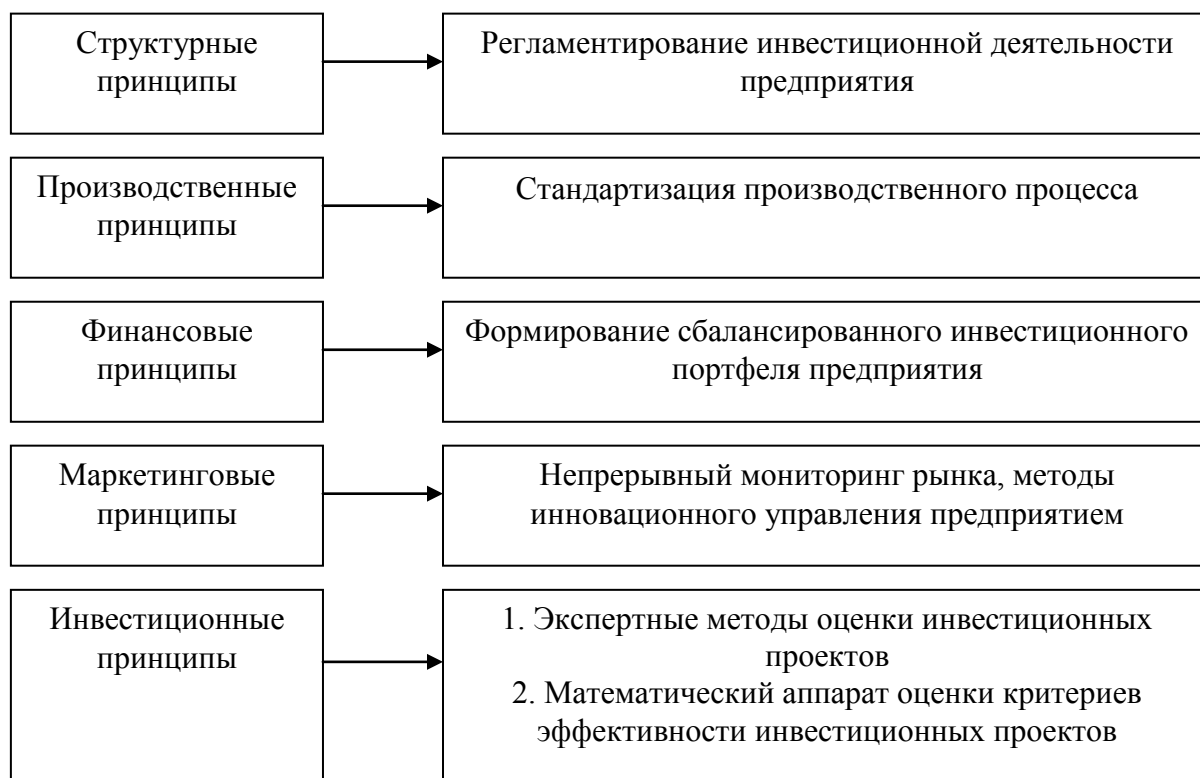 Структурные
принципы
Регламентирование инвестиционной деятельности
предприятия
Производственные
принципы
Стандартизация производственного процесса
Финансовые
принципы
Формирование сбалансированного инвестиционного
портфеля предприятия
Маркетинговые
принципы
Непрерывный мониторинг рынка, методы
инновационного управления предприятием
Инвестиционные
принципы
1. Экспертные методы оценки инвестиционных
проектов
2. Математический аппарат оценки критериев
эффективности инвестиционных проектов